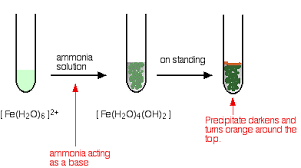 ammonia
solution
on standing
[Fe(H₂O)₆]²⁺
[Fe(H₂O)₄(OH)₂]
ammonia acting
as a base
Precipitate darkens and
turns orange around the
top.